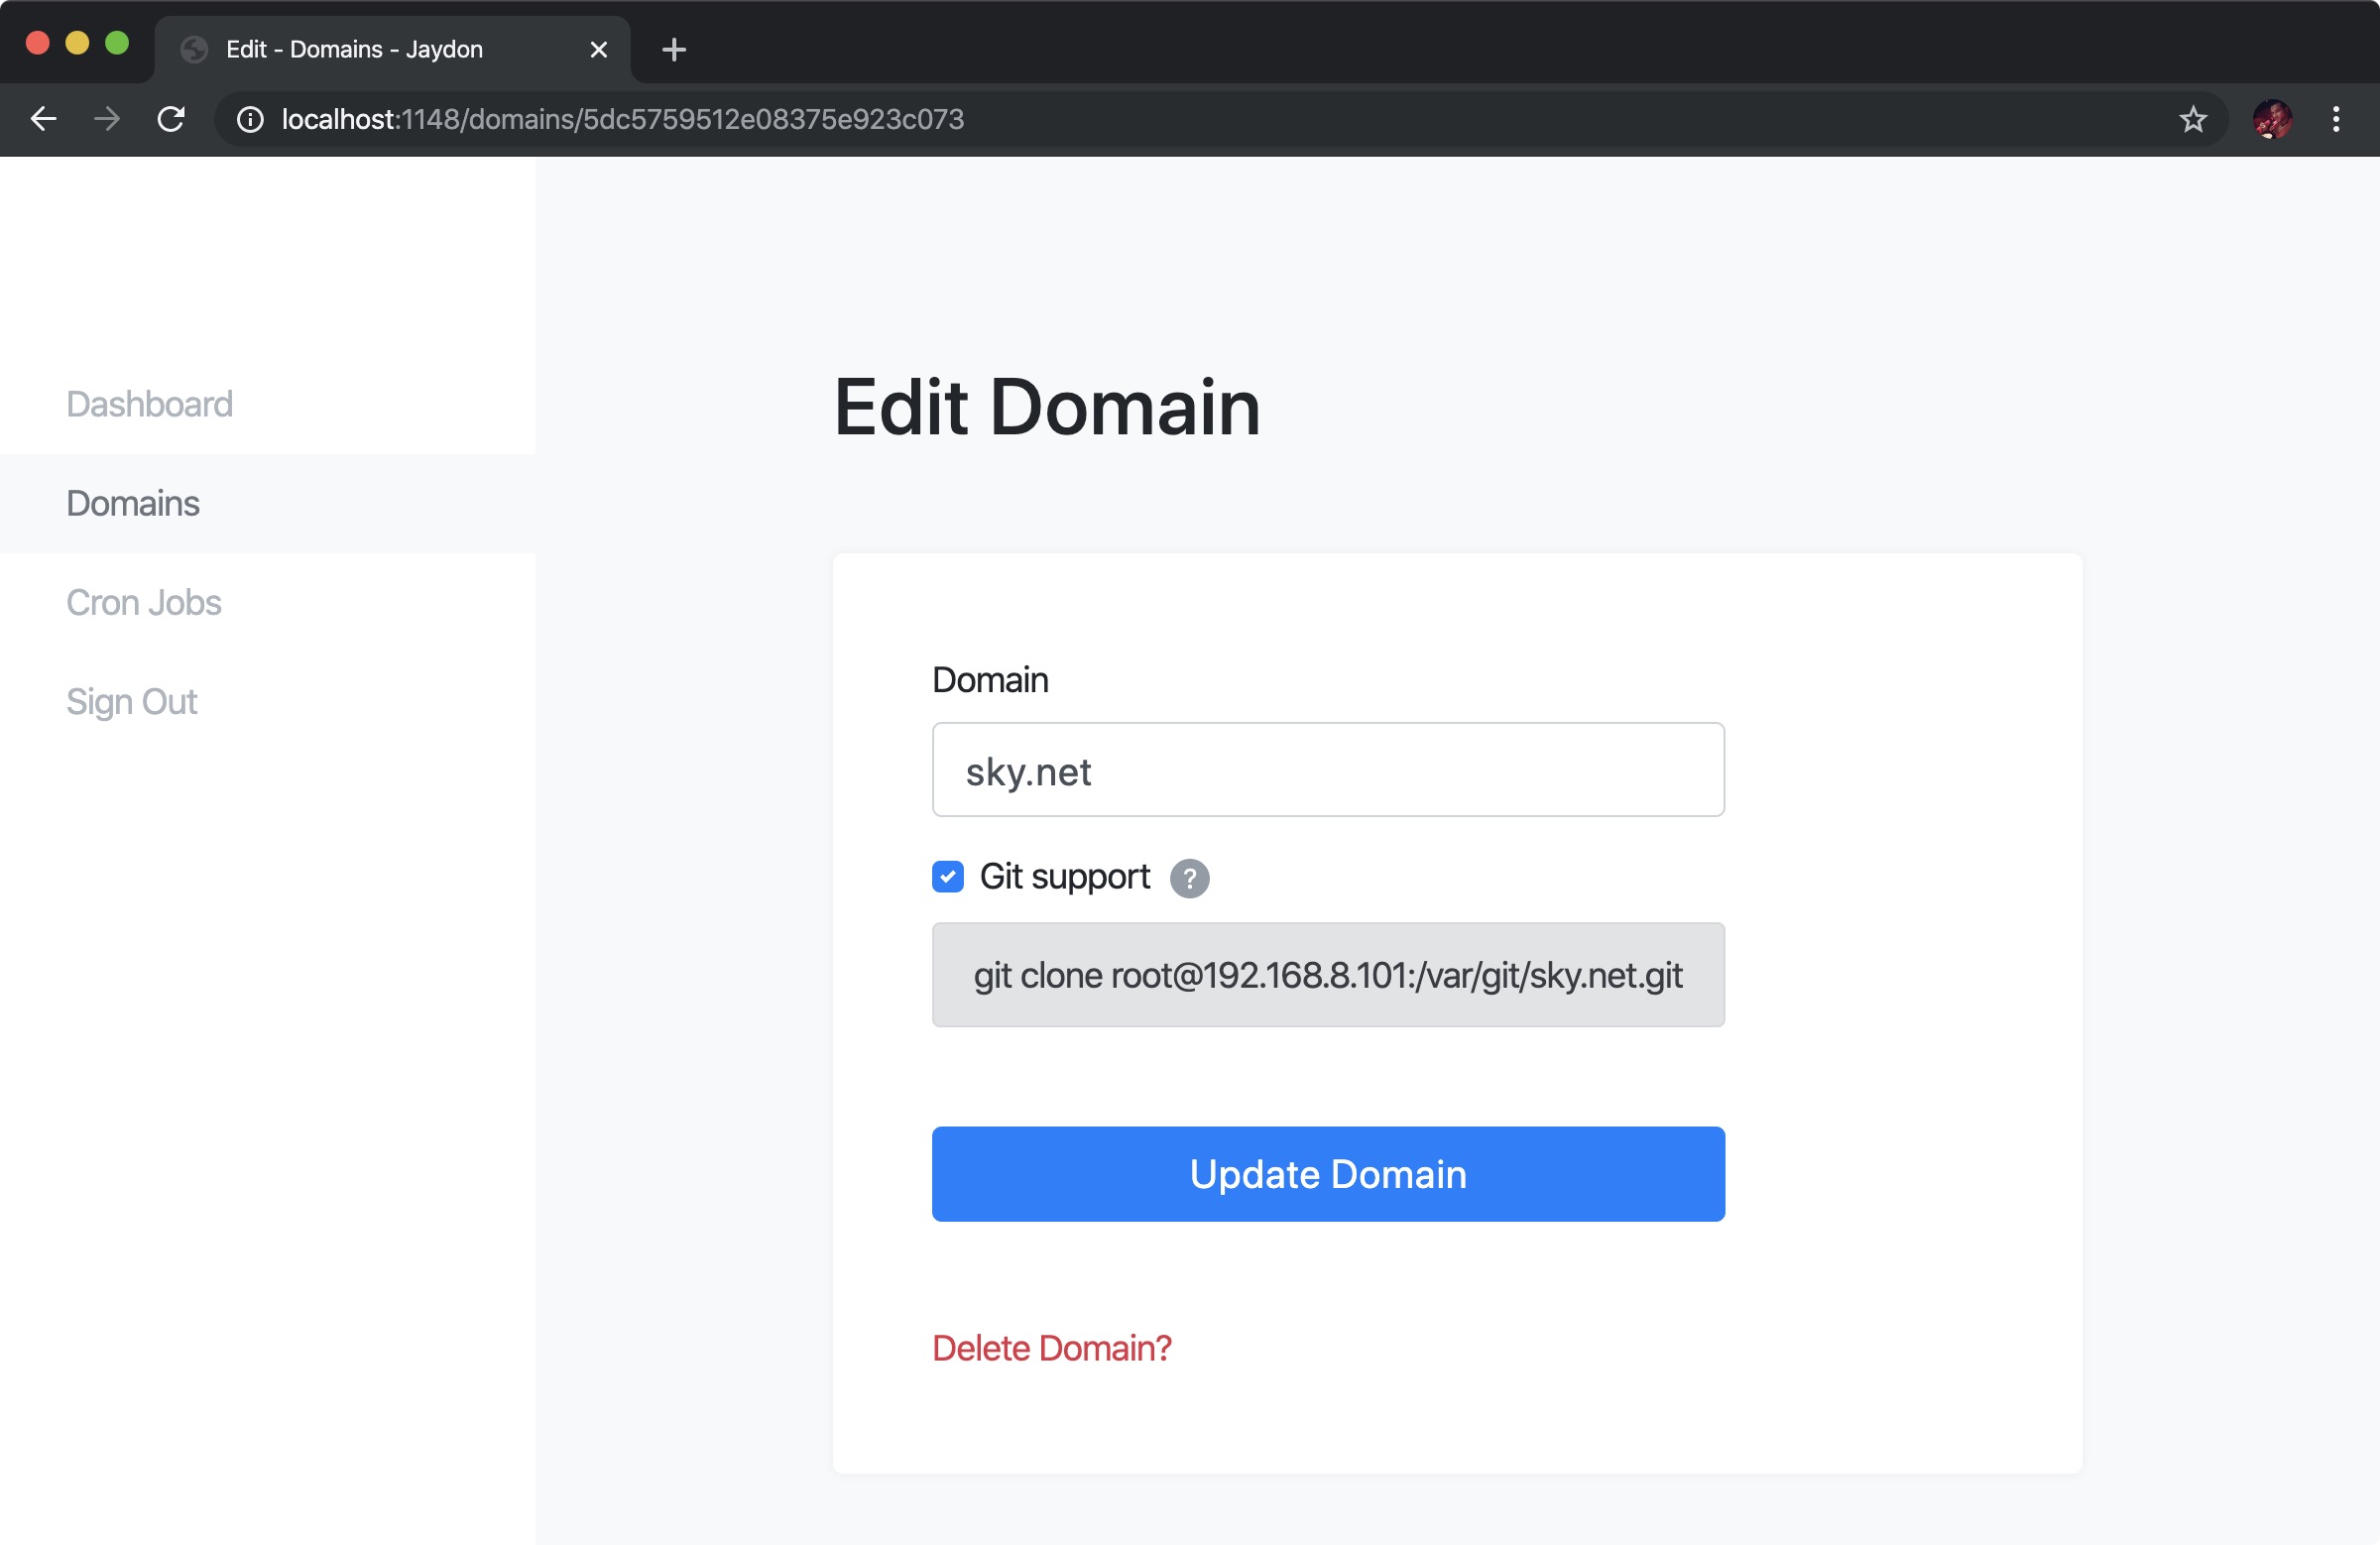 Edit - Domains - Jaydon
localhost:1148/domains/5dc5759512e08375e923c073
Dashboard
Domains
Cron Jobs
Sign Out
Edit Domain
Domain
sky.net
Git support ?
git clone root@192.168.8.101:/var/git/sky.net.git
Update Domain
Delete Domain?